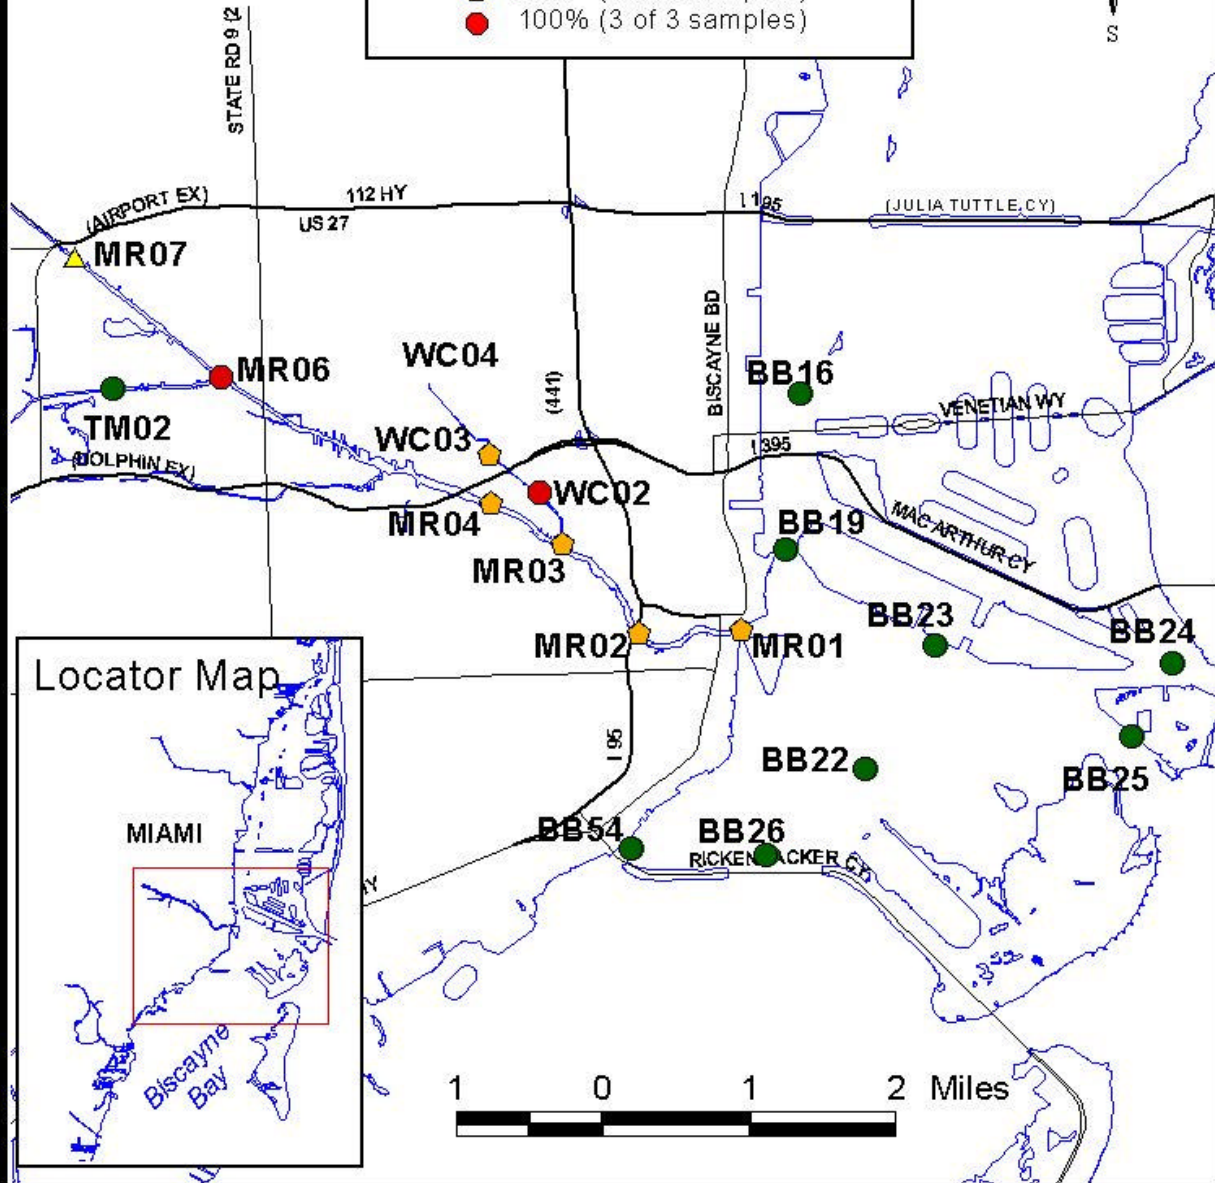 100% (3 of 3 samples)
S
STATE RD 9 (2
(AIRPORT EX)
112 HY
US 27
I 195
(JULIA TUTTLE CY)
MR07
BISCAYNE BD
WC04
MR06
BB16
(441)
VENETIAN WY
TM02
WC03
(DOLPHIN EX)
I 395
WC02
MR04
BB19
MAC ARTHUR CY
MR03
BB23
BB24
MR02
MR01
Locator Map
I 95
BB22
BB25
MIAMI
BB54
BB26
Biscayne
Bay
1 0 1 2 Miles